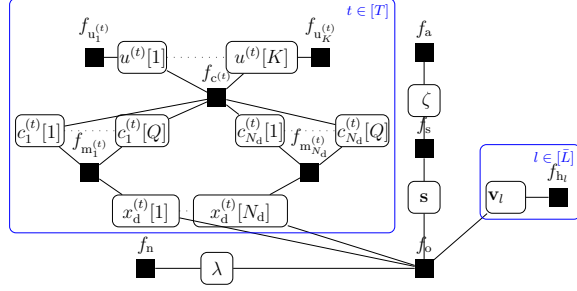 t ∈ [T]
f_{u_1^{(t)}} u^{(t)}[1] u^{(t)}[K] f_{u_K^{(t)}} f_a
f_{c^{(t)}} ζ
c_1^{(t)}[1] c_1^{(t)}[Q] c_{N_d}^{(t)}[1] c_{N_d}^{(t)}[Q] f_s
f_{m_1^{(t)}} f_{m_{N_d}^{(t)}} l ∈ [L̄]
x_d^{(t)}[1] x_d^{(t)}[N_d] s v_l f_{h_l}
f_n λ f_o